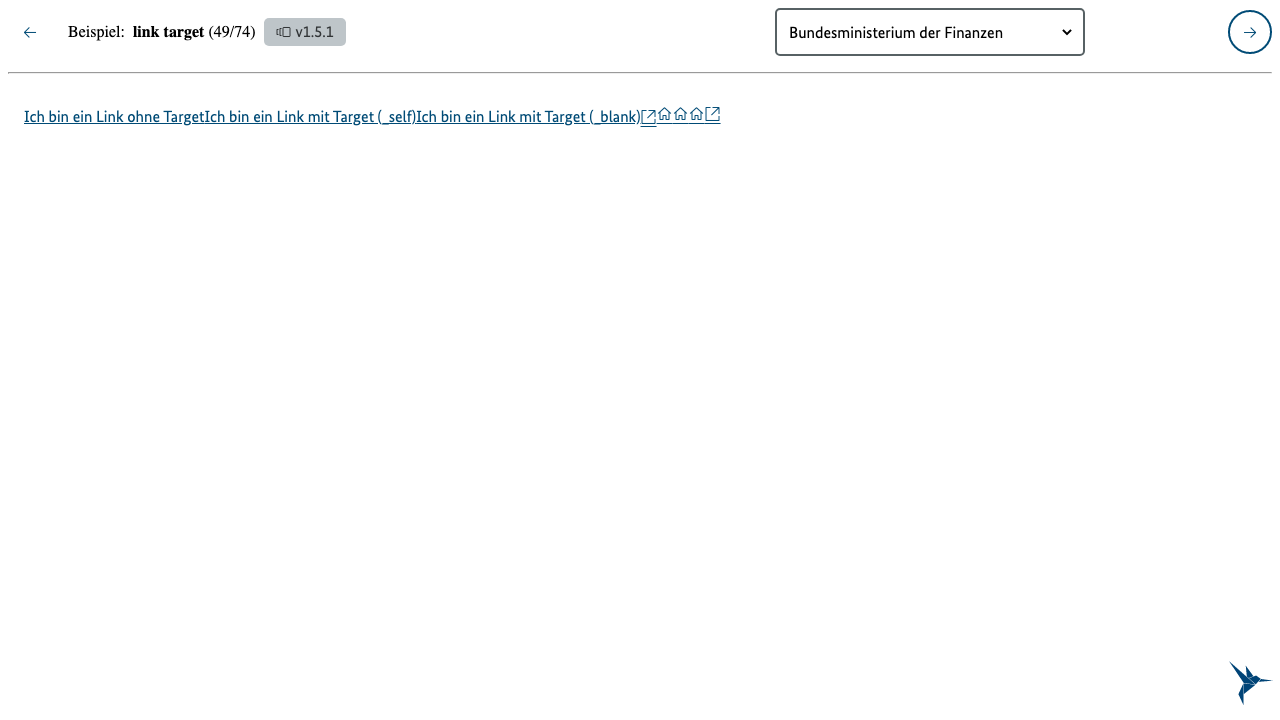 Beispiel: link target (49/74) v1.5.1 Bundesministerium der Finanzen
Ich bin ein Link ohne TargetIch bin ein Link mit Target (_self)Ich bin ein Link mit Target (_blank)